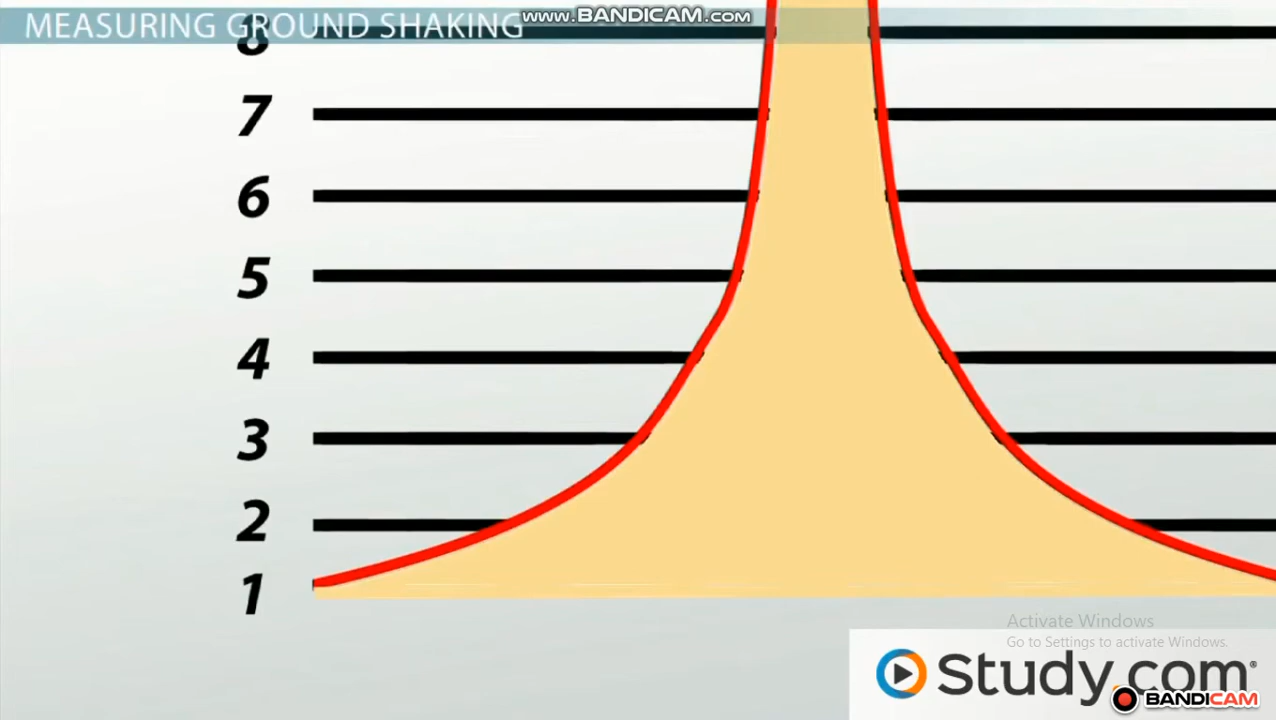 www.BANDICAM.com
MEASURING GROUND SHAKING
8
7
6
5
4
3
2
1
Activate Windows
Go to Settings to activate Windows.
Study.com®
BANDICAM